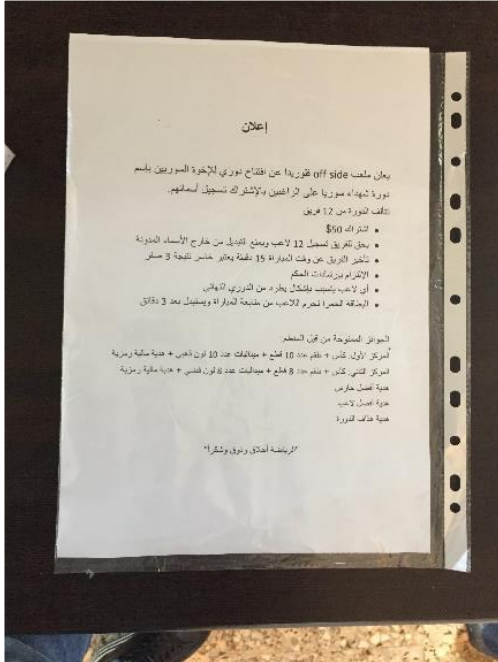 إعلان
يعلن ملعب off side فلوريدا عن افتتاح دوري للإخوة السوريين باسم
دورة شهداء سوريا على الراغبين بالإشتراك تسجيل أسمائهم.
تتألف الدورة من 12 فريق
اشتراك 50$
يحق للفريق تسجيل 12 لاعب ويمنع التبديل من خارج الأسماء المدونة
تأخير الفريق عن وقت المباراة 15 دقيقة يعتبر خاسر نتيجة 3 صفر
الإلتزام بإرشادات الحكم
أي لاعب يتسبب بإشكال يطرد من الدوري النهائي
البطاقة الحمرا تحرم اللاعب من متابعة المباراة ويستبدل بعد 3 دقائق
الجوائز الممنوحة من قبل المنظم:
المركز الأول: كأس + طقم عدد 10 قطع + ميداليات عدد 10 لون ذهبي + هدية مالية رمزية
المركز الثاني: كأس + طقم عدد 8 قطع + ميداليات عدد 8 لون فضي + هدية مالية رمزية
هدية أفضل حارس
هدية أفضل لاعب
هدية هداف الدورة
"الرياضة أخلاق وذوق وشكراً"